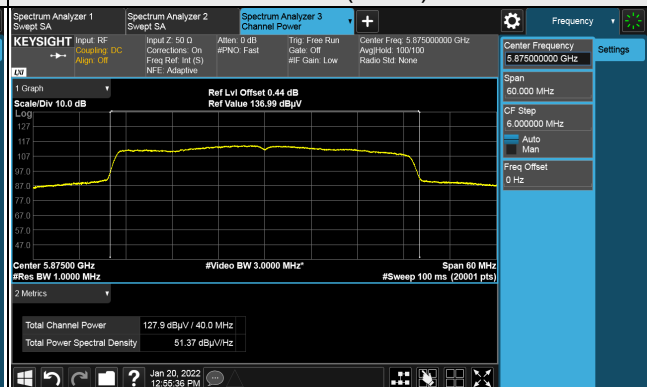 Spectrum Analyzer 1
Swept SA
Spectrum Analyzer 2
Swept SA
Spectrum Analyzer 3
Channel Power
Frequency
KEYSIGHT
Input: RF
Coupling: DC
Align: Off
Input Z: 50 Ω
Corrections: On
Freq Ref: Int (S)
NFE: Adaptive
Atten: 0 dB
#PNO: Fast
Trig: Free Run
Gate: Off
#IF Gain: Low
Center Freq: 5.875000000 GHz
Avg|Hold: 100/100
Radio Std: None
LXI
Center Frequency
5.875000000 GHz
Settings
Span
60.000 MHz
CF Step
6.000000 MHz
Auto
Man
Freq Offset
0 Hz
1 Graph
Scale/Div 10.0 dB
Ref Lvl Offset 0.44 dB
Ref Value 136.99 dBµV
Log
127
117
107
97.0
87.0
77.0
67.0
57.0
47.0
Center 5.87500 GHz
#Video BW 3.0000 MHz*
Span 60 MHz
#Res BW 1.0000 MHz
#Sweep 100 ms (20001 pts)
2 Metrics
Total Channel Power 127.9 dBµV / 40.0 MHz
Total Power Spectral Density 51.37 dBµV/Hz
?
Jan 20, 2022
12:55:36 PM